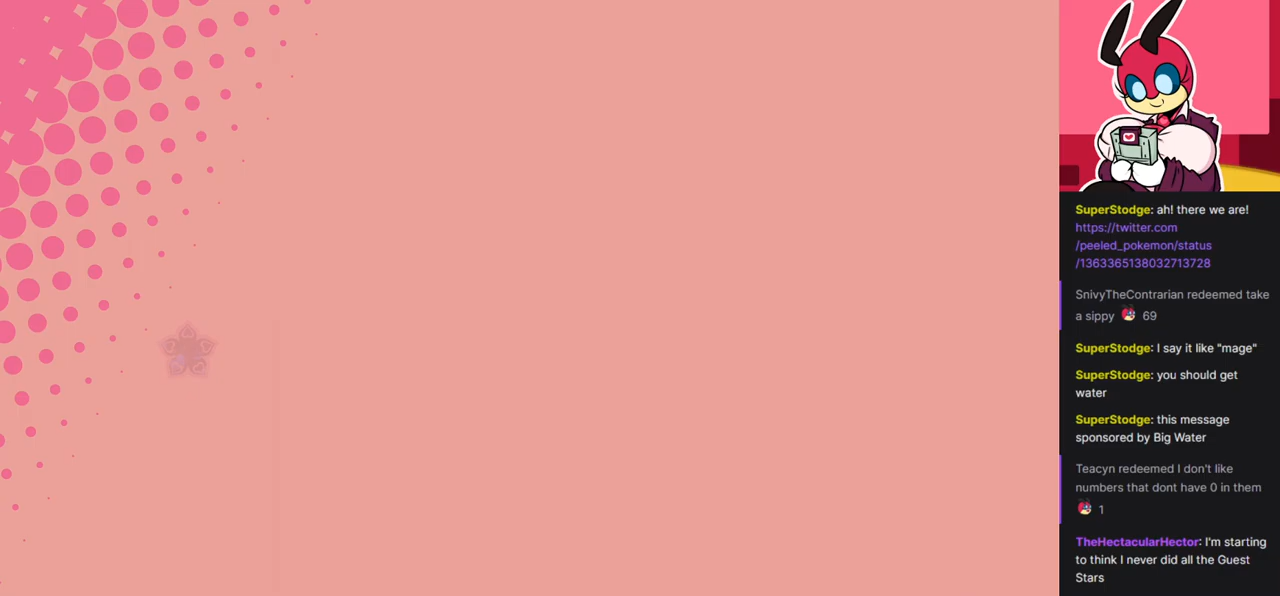 SuperStodge: ah! there we are!
https://twitter.com
/peeled_pokemon/status
/1363365138032713728
SnivyTheContrarian redeemed take
a sippy 69
SuperStodge: I say it like "mage"
SuperStodge: you should get
water
SuperStodge: this message
sponsored by Big Water
Teacyn redeemed I don't like
numbers that dont have 0 in them
1
TheHectacularHector: I'm starting
to think I never did all the Guest
Stars